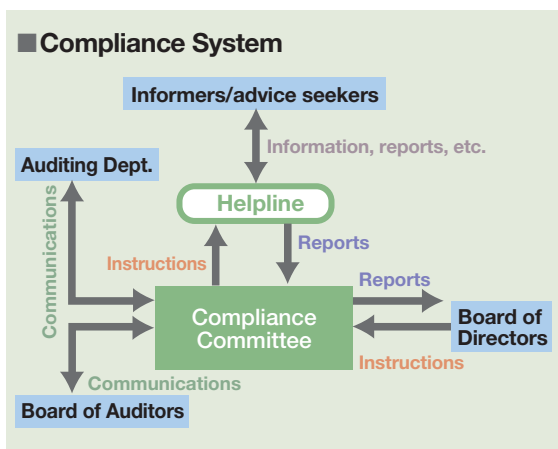 ■Compliance System
Informers/advice seekers
Information, reports, etc.
Auditing Dept.
Helpline
Communications
Instructions
Reports
Reports
Compliance
Committee
Board of
Directors
Instructions
Communications
Board of Auditors